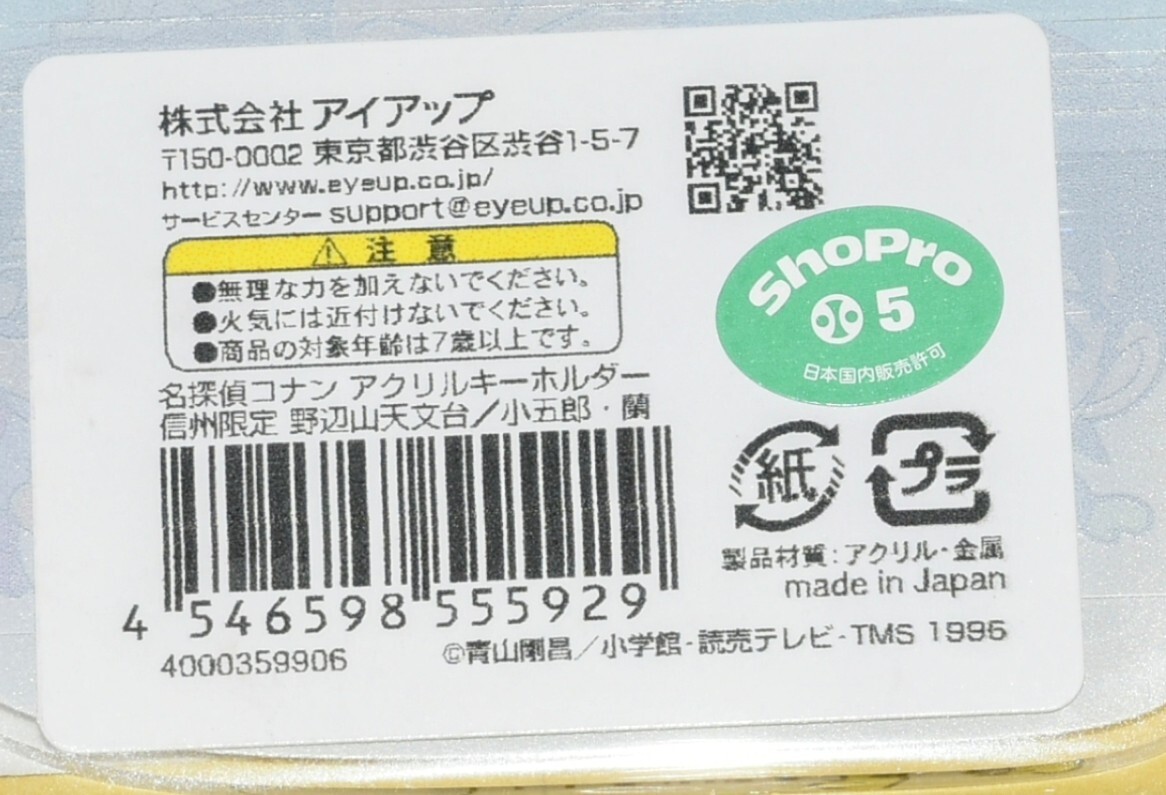 株式会社 アイアップ
〒150-0002 東京都渋谷区渋谷1-5-7
http://www.eyeup.co.jp/
サービスセンター support@eyeup.co.jp
⚠ 注 意
●無理な力を加えないでください。
●火気には近付けないでください。
●商品の対象年齢は7歳以上です。
名探偵コナン アクリルキーホルダー
信州限定 野辺山天文台／小五郎・蘭
4 546598 555929
4000359906
ShoPro
5
日本国内販売許可
紙
プラ
製品材質:アクリル・金属
made in Japan
©青山剛昌／小学館・読売テレビ・TMS 1996